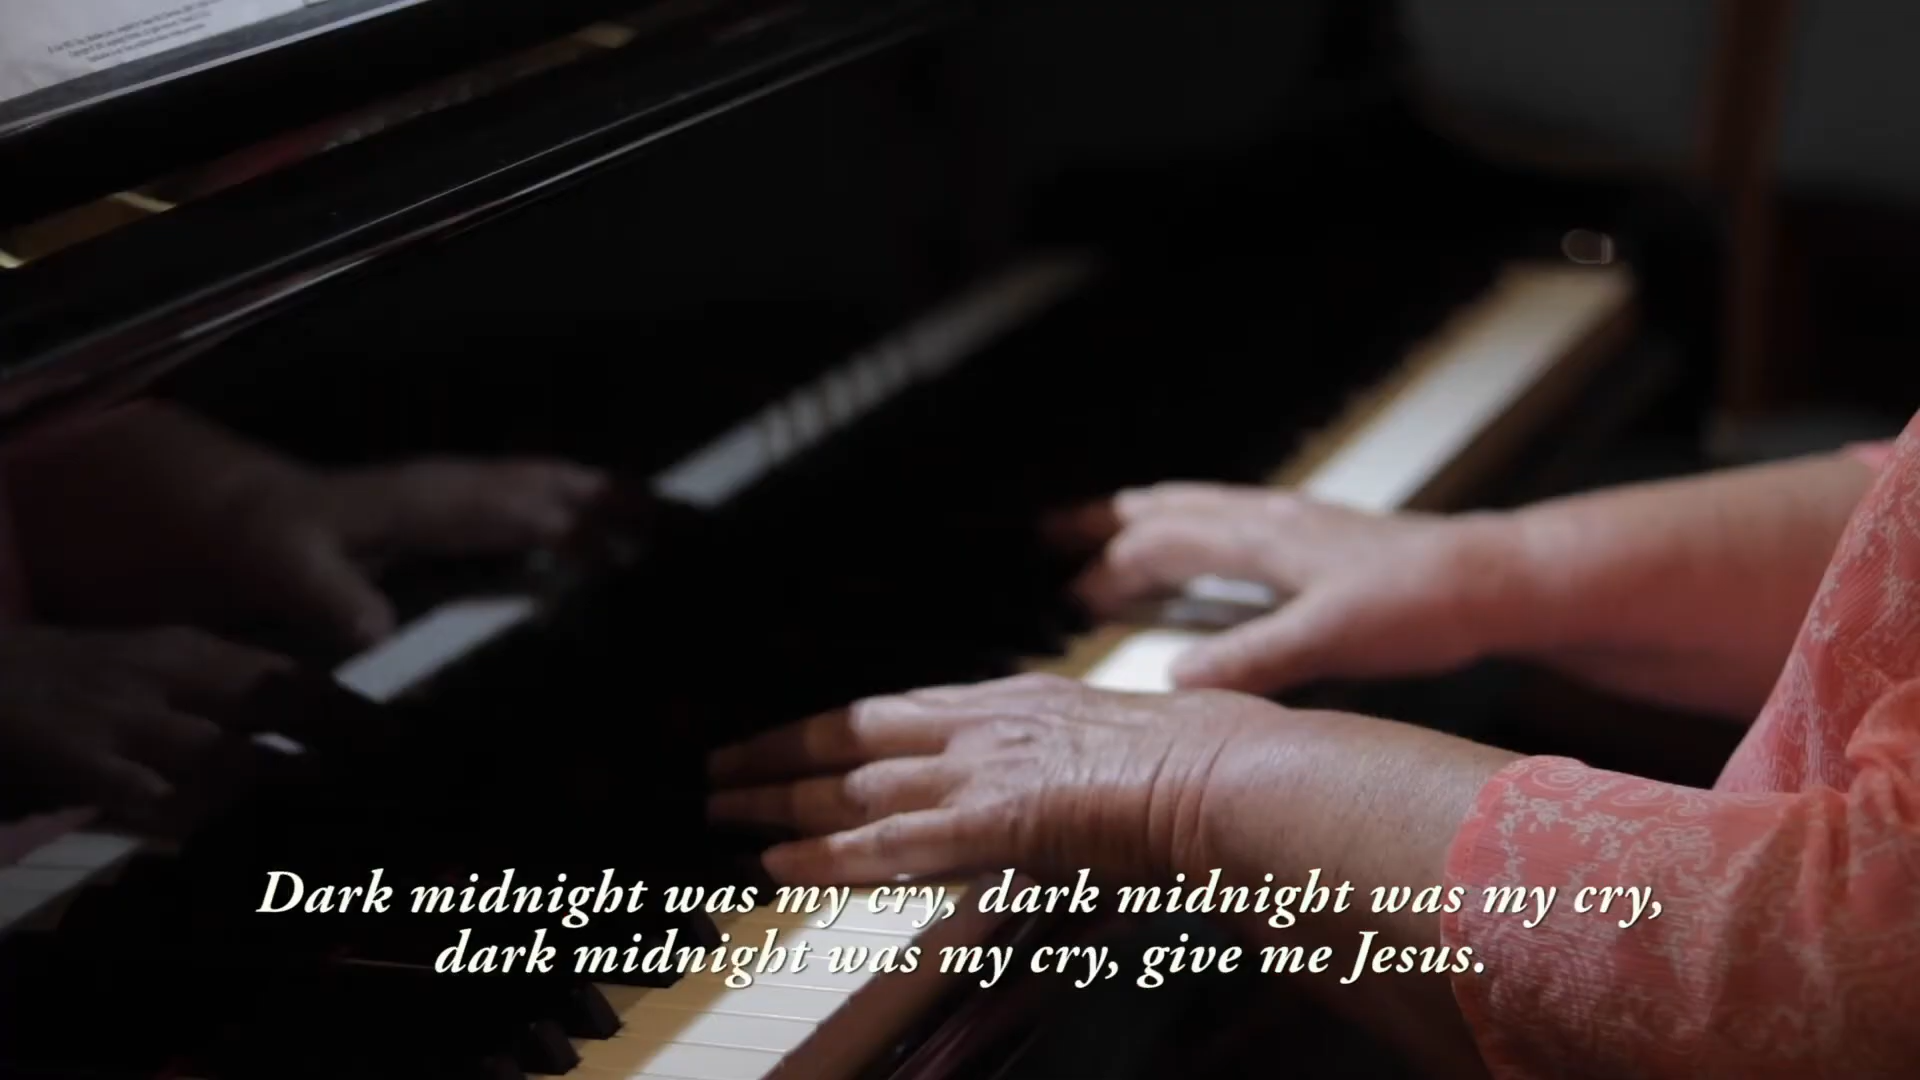 Dark midnight was my cry, dark midnight was my cry,
dark midnight was my cry, give me Jesus.